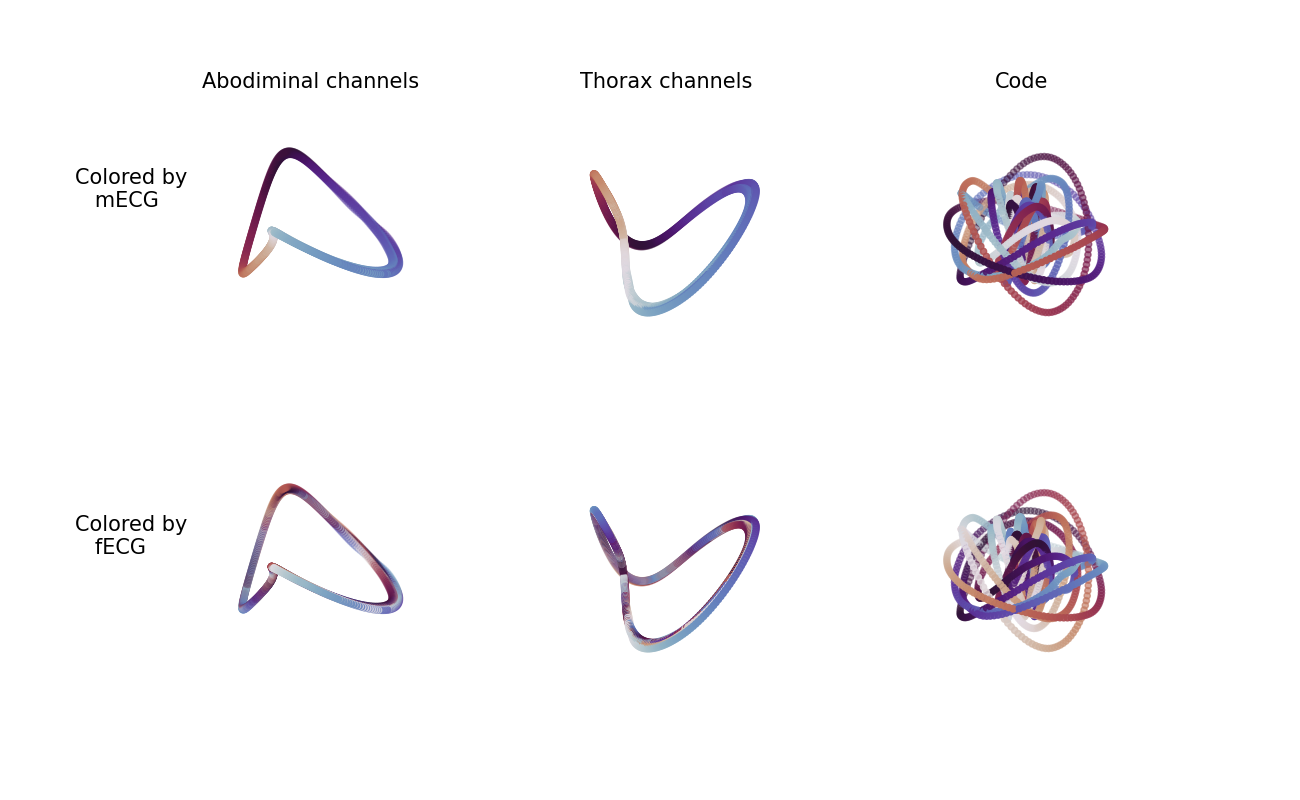 Abodiminal channels
Thorax channels
Code
Colored by
mECG
Colored by
fECG